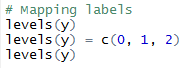 # Mapping labels
levels(y)
levels(y) = c(0, 1, 2)
levels(y)